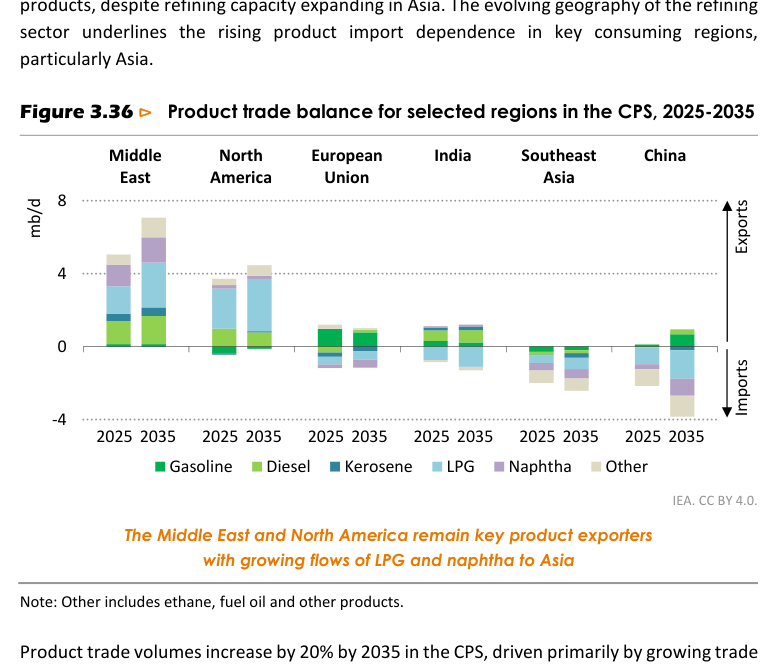 products, despite refining capacity expanding in Asia. The evolving geography of the refining
sector underlines the rising product import dependence in key consuming regions,
particularly Asia.
Figure 3.36 ▻ Product trade balance for selected regions in the CPS, 2025-2035
Middle East
North America
European Union
India
Southeast Asia
China
mb/d
8
4
0
-4
Exports
Imports
2025 2035 2025 2035 2025 2035 2025 2035 2025 2035 2025 2035
Gasoline Diesel Kerosene LPG Naphtha Other
IEA. CC BY 4.0.
The Middle East and North America remain key product exporters
with growing flows of LPG and naphtha to Asia
Note: Other includes ethane, fuel oil and other products.
Product trade volumes increase by 20% by 2035 in the CPS, driven primarily by growing trade